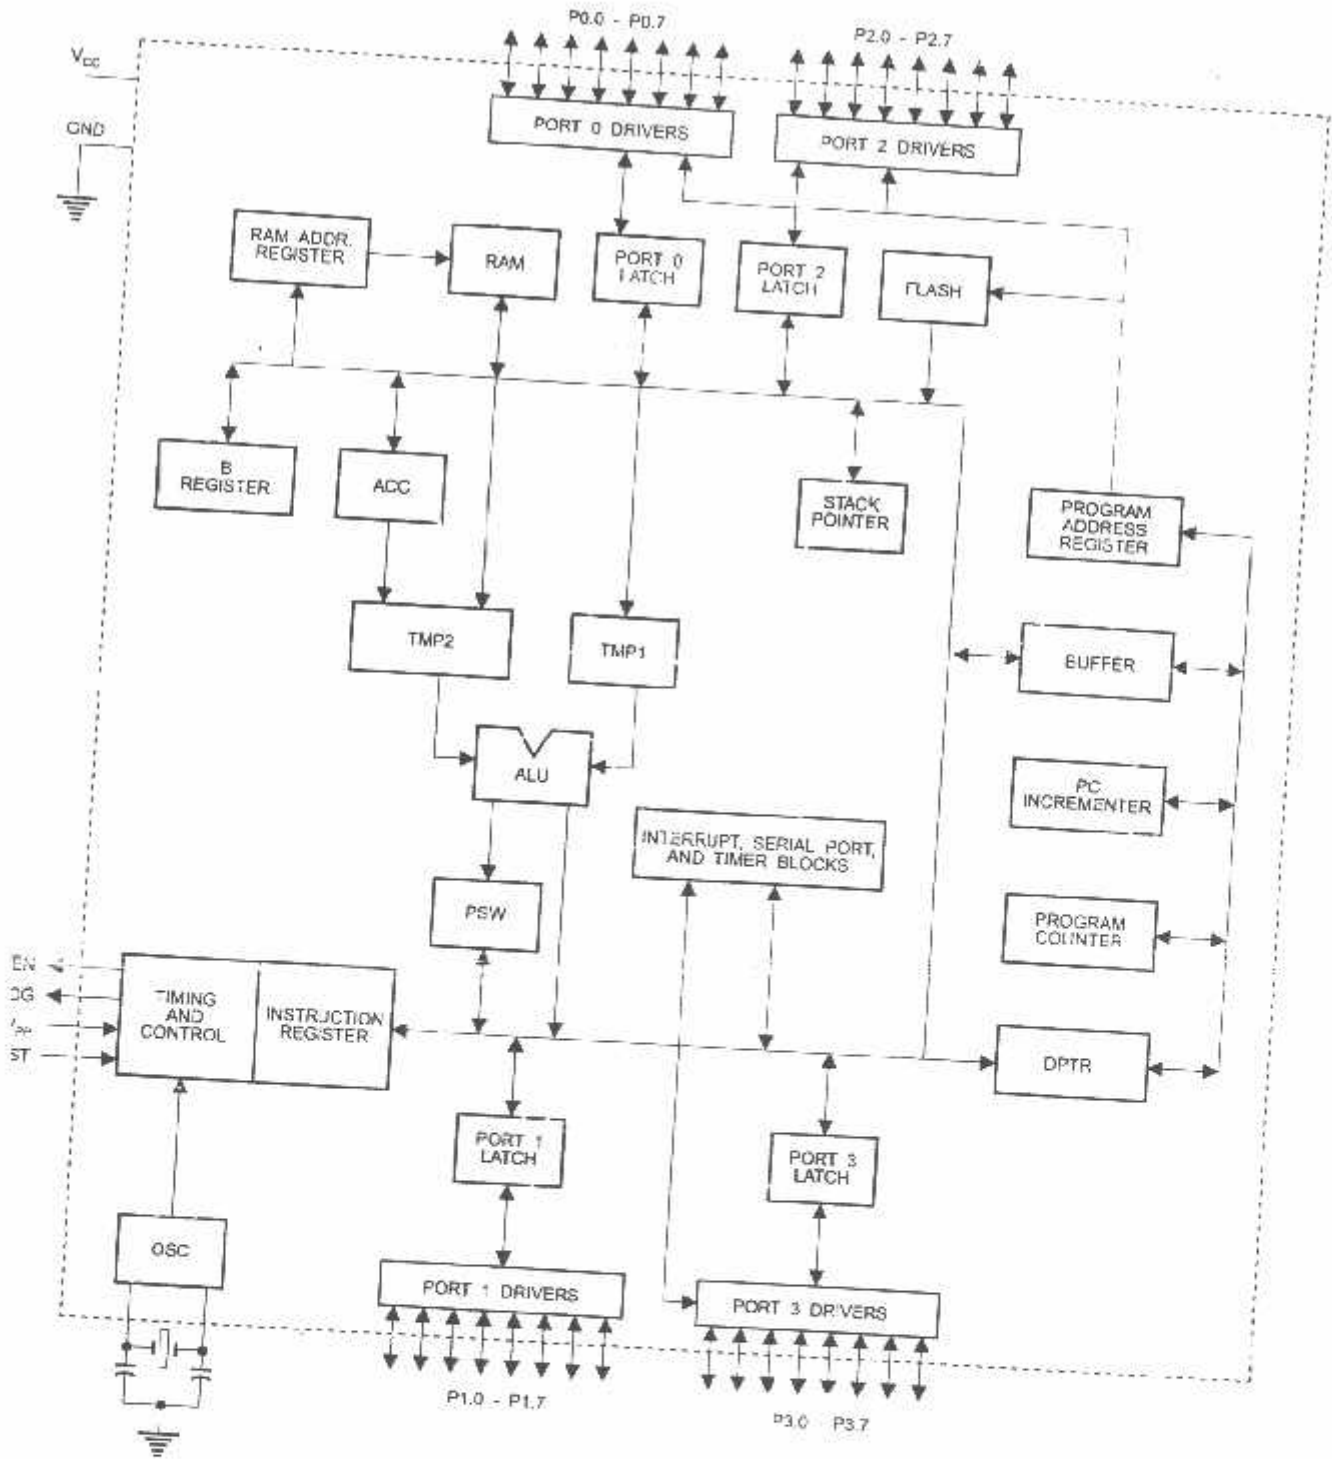 P0.0 - P0.7
P2.0 - P2.7
VCC
GND
PORT 0 DRIVERS
PORT 2 DRIVERS
RAM ADDR.
REGISTER
RAM
PORT 0
LATCH
PORT 2
LATCH
FLASH
B
REGISTER
ACC
STACK
POINTER
PROGRAM
ADDRESS
REGISTER
TMP2
TMP1
BUFFER
ALU
PC
INCREMENTER
INTERRUPT, SERIAL PORT,
AND TIMER BLOCKS
PSW
PROGRAM
COUNTER
EN
OG
PP
ST
TIMING
AND
CONTROL
INSTRUCTION
REGISTER
DPTR
PORT 1
LATCH
PORT 3
LATCH
OSC
PORT 1 DRIVERS
PORT 3 DRIVERS
P1.0 - P1.7
P3.0 P3.7